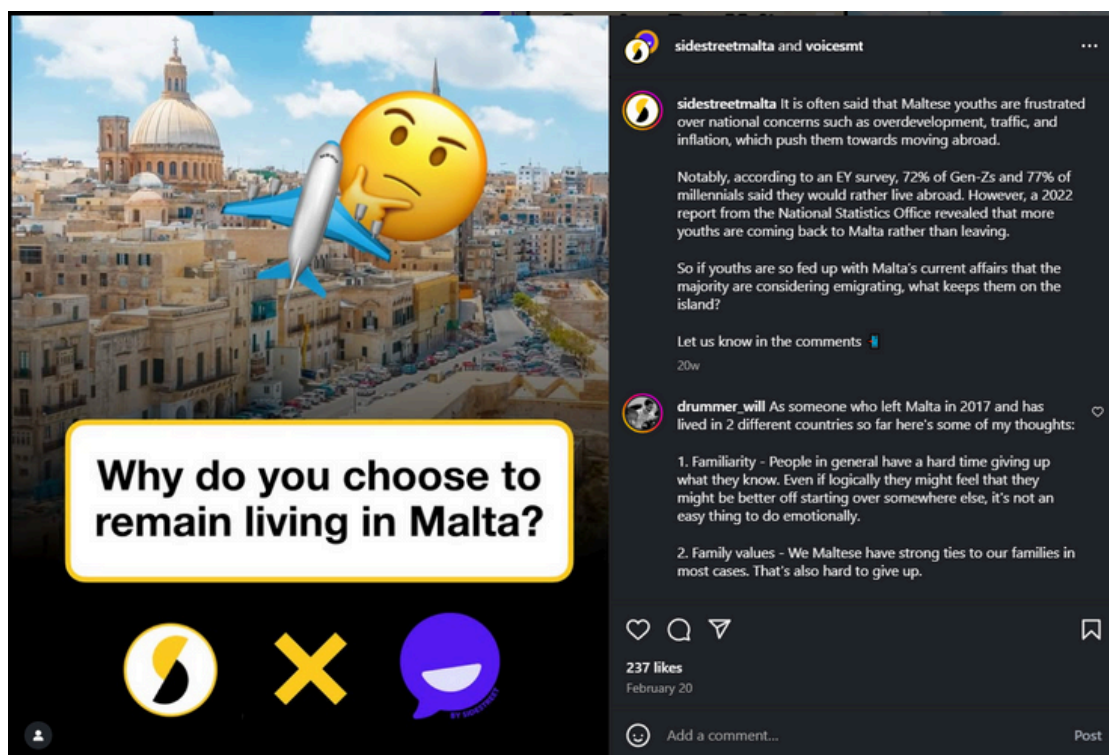 Why do you choose to
remain living in Malta?
BY SIDESTREET
sidestreetmalta and voicesmt
sidestreetmalta It is often said that Maltese youths are frustrated
over national concerns such as overdevelopment, traffic, and
inflation, which push them towards moving abroad.
Notably, according to an EY survey, 72% of Gen-Zs and 77% of
millennials said they would rather live abroad. However, a 2022
report from the National Statistics Office revealed that more
youths are coming back to Malta rather than leaving.
So if youths are so fed up with Malta's current affairs that the
majority are considering emigrating, what keeps them on the
island?
Let us know in the comments
20w
drummer_will As someone who left Malta in 2017 and has
lived in 2 different countries so far here's some of my thoughts:
1. Familiarity - People in general have a hard time giving up
what they know. Even if logically they might feel that they
might be better off starting over somewhere else, it's not an
easy thing to do emotionally.
2. Family values - We Maltese have strong ties to our families in
most cases. That's also hard to give up.
237 likes
February 20
Add a comment...
Post